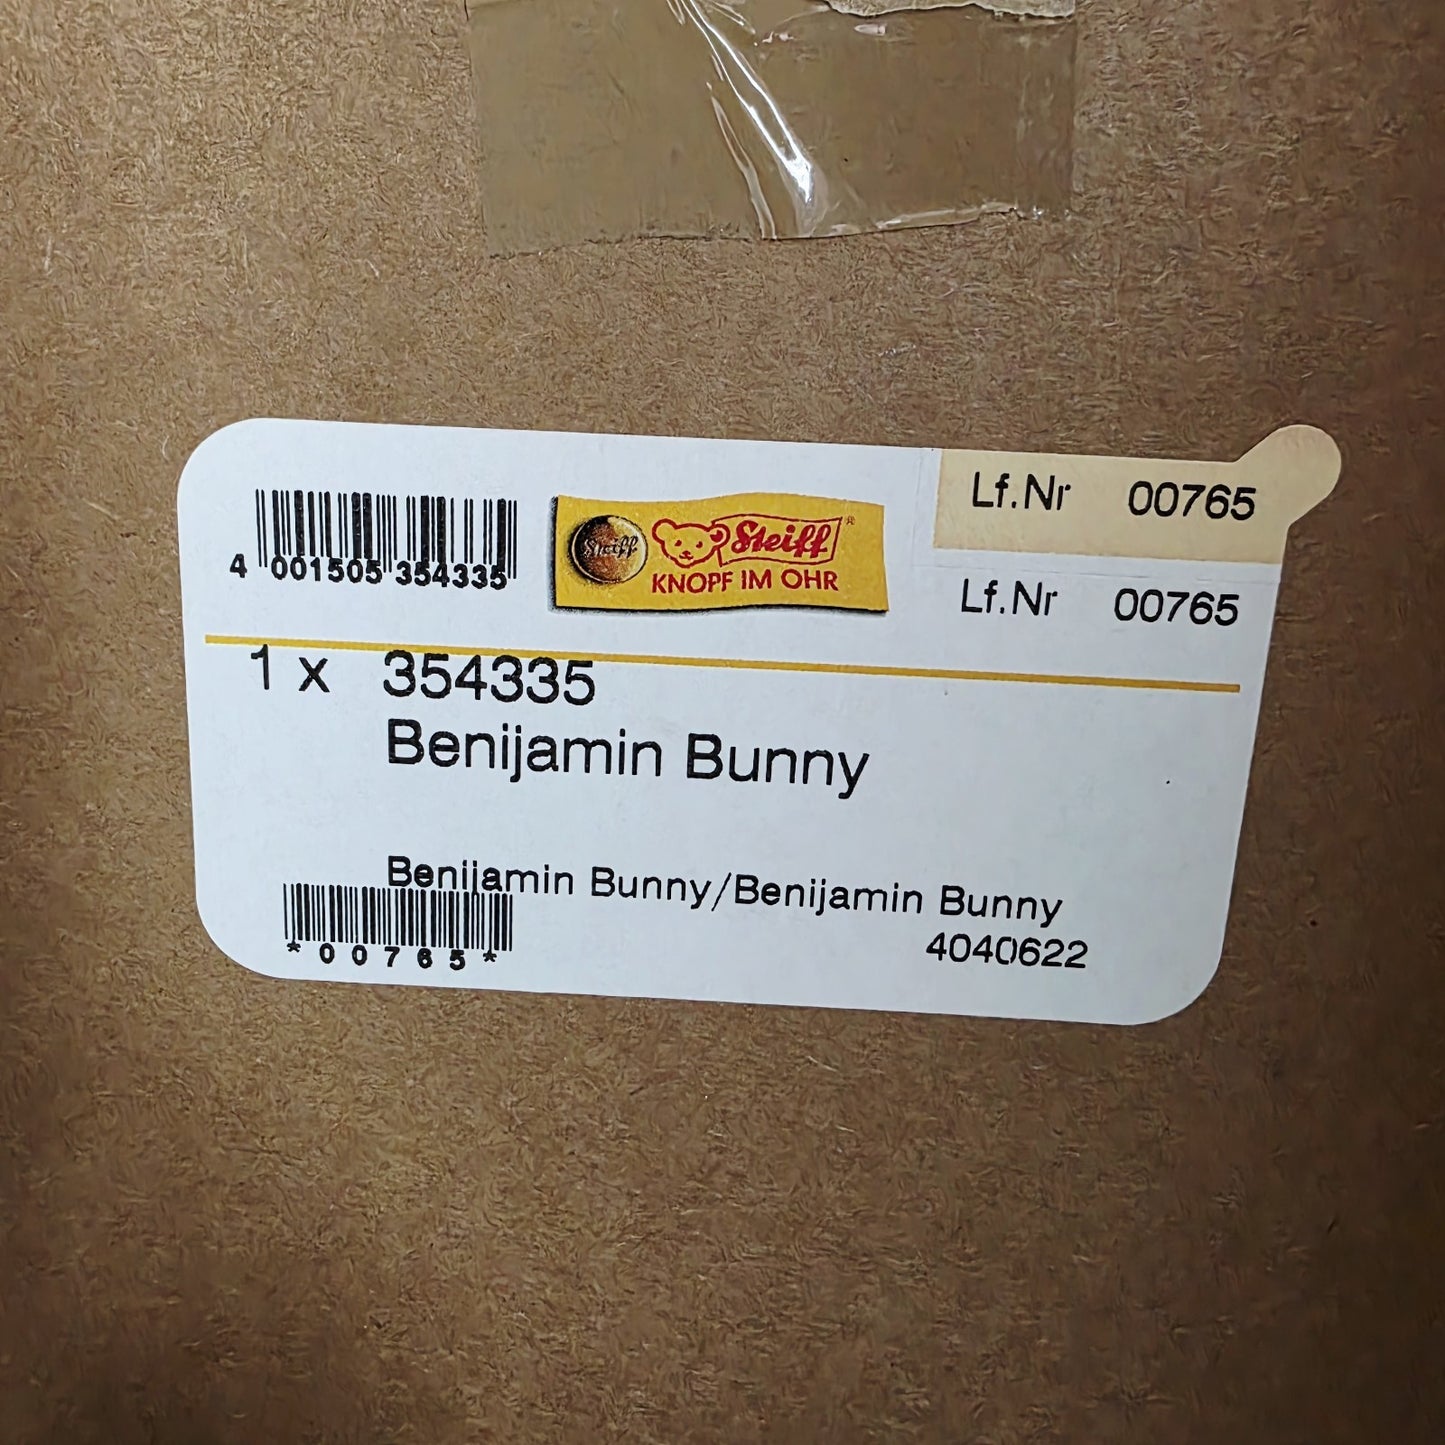 4 001505 354335
Steiff
Steiff®
KNOPF IM OHR
Lf.Nr 00765
Lf.Nr 00765
1 x 354335
Benijamin Bunny
Benijamin Bunny/Benijamin Bunny
*00765*
4040622